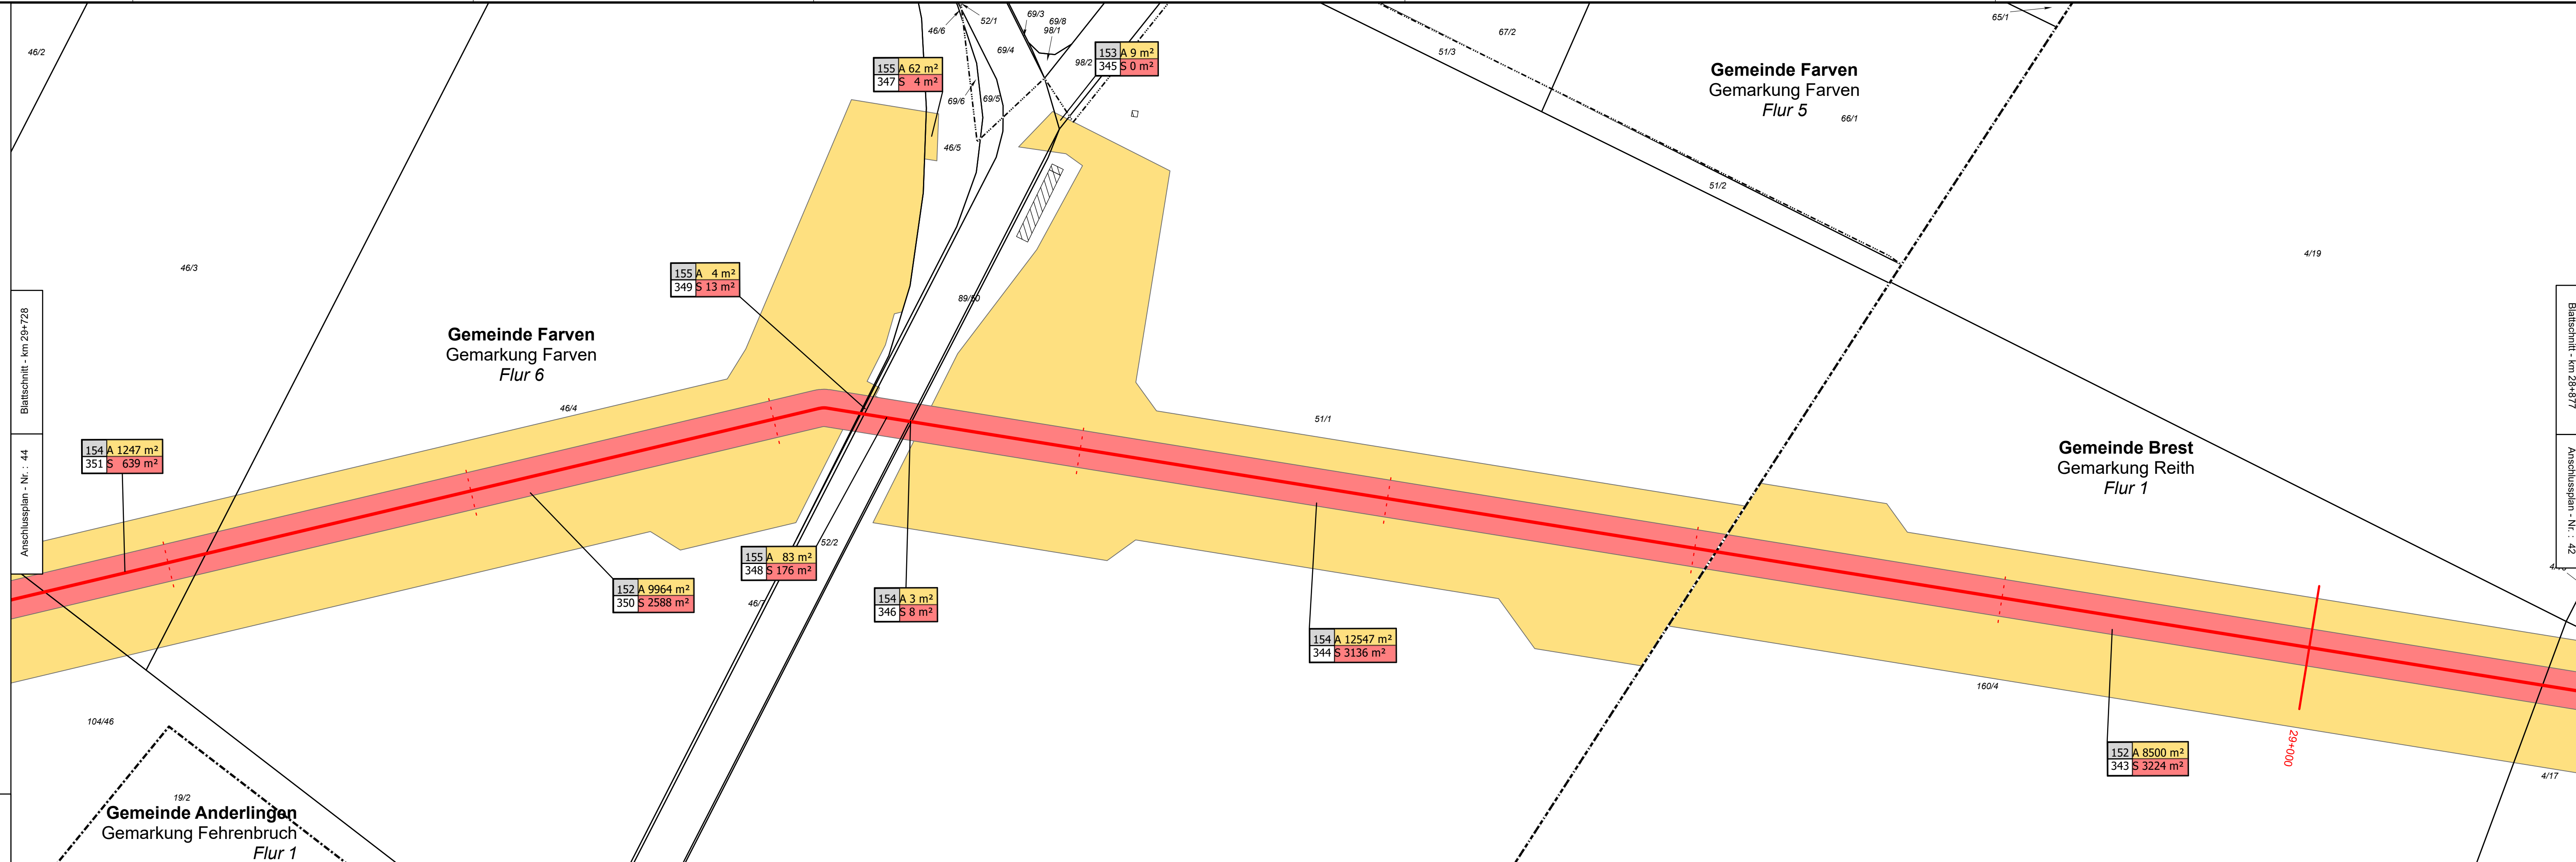 46/2
46/6
52/1
69/3
69/8
98/1
69/4
98/2
153 A 9 m²
345 S 0 m²
67/2
51/3
65/1
155 A 62 m²
347 S 4 m²
69/6
69/5
46/5
Gemeinde Farven
Gemarkung Farven
Flur 5
66/1
51/2
4/19
46/3
155 A 4 m²
349 S 13 m²
Blattschnitt - km 29+728
Anschlussplan - Nr. : 44
Gemeinde Farven
Gemarkung Farven
Flur 6
46/4
51/1
154 A 1247 m²
351 S 639 m²
Gemeinde Brest
Gemarkung Reith
Flur 1
Blattschnitt - km 28+877
Anschlussplan - Nr. : 42
155 A 83 m²
348 S 176 m²
52/2
152 A 9964 m²
350 S 2588 m²
154 A 3 m²
346 S 8 m²
154 A 12547 m²
344 S 3136 m²
160/4
152 A 8500 m²
343 S 3224 m²
29+000
4/17
104/46
19/2
Gemeinde Anderlingen
Gemarkung Fehrenbruch
Flur 1